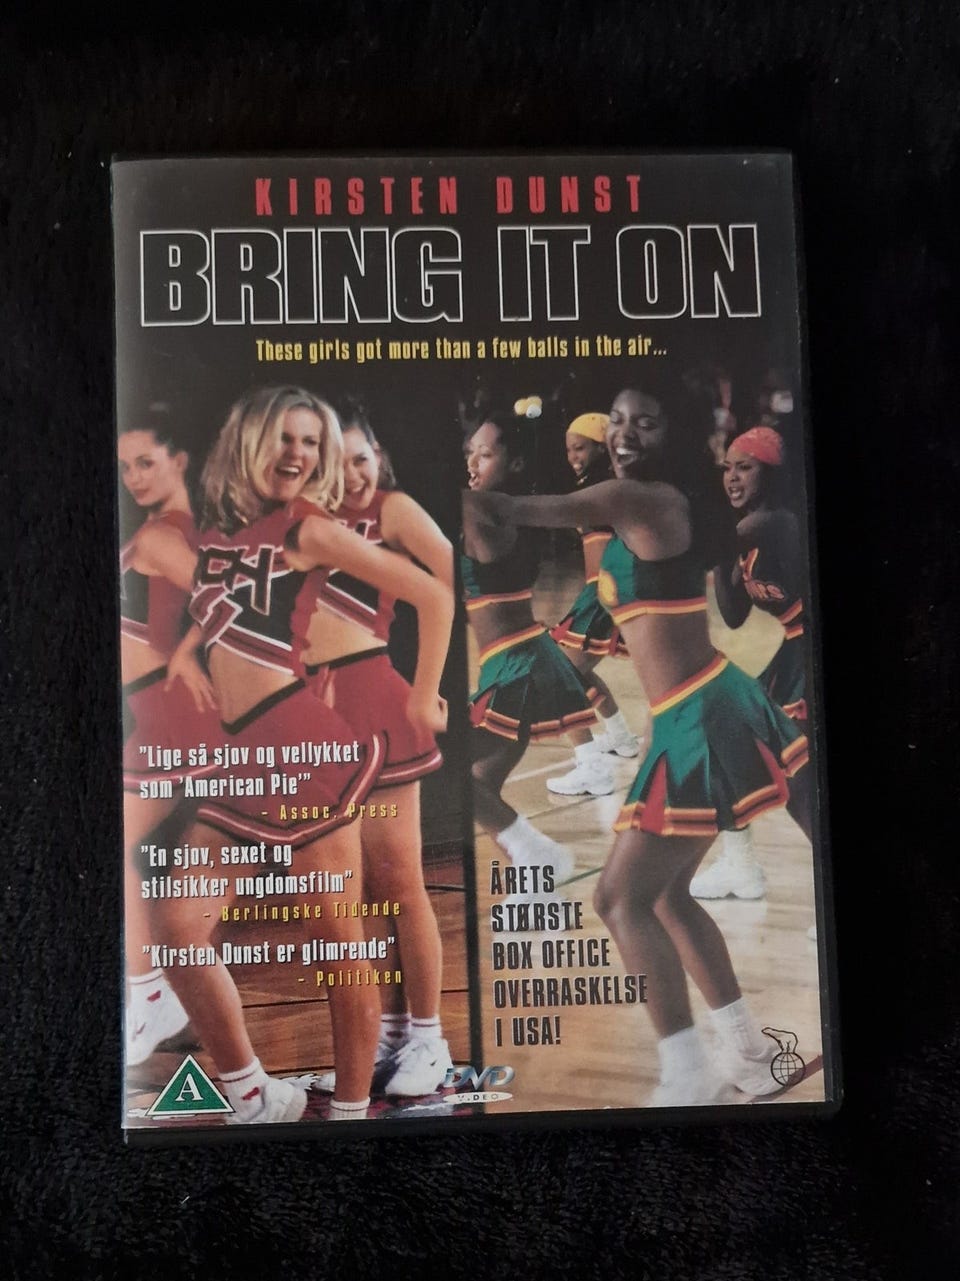 KIRSTEN DUNST
BRING IT ON
These girls got more than a few balls in the air...
"Lige så sjov og vellykket
som 'American Pie'"
- Assoc. Press
"En sjov, sexet og
stilsikker ungdomsfilm"
- Berlingske Tidende
"Kirsten Dunst er glimrende"
- Politiken
ÅRETS
STØRSTE
BOX OFFICE
OVERRASKELSE
I USA!
A
DVD
VIDEO